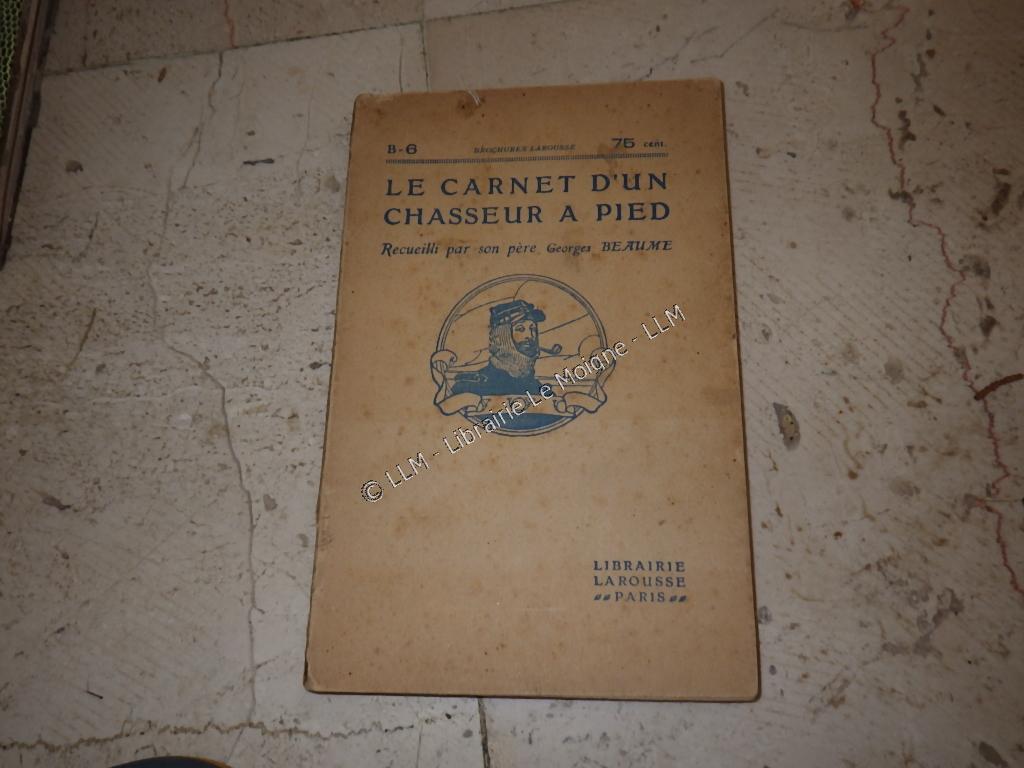 B-6 BROCHURES LAROUSSE 75 cent.
LE CARNET D'UN
CHASSEUR A PIED
Recueilli par son père Georges BEAUME
© LLM - Librairie Le Moigne - LLM
LIBRAIRIE
LAROUSSE
PARIS